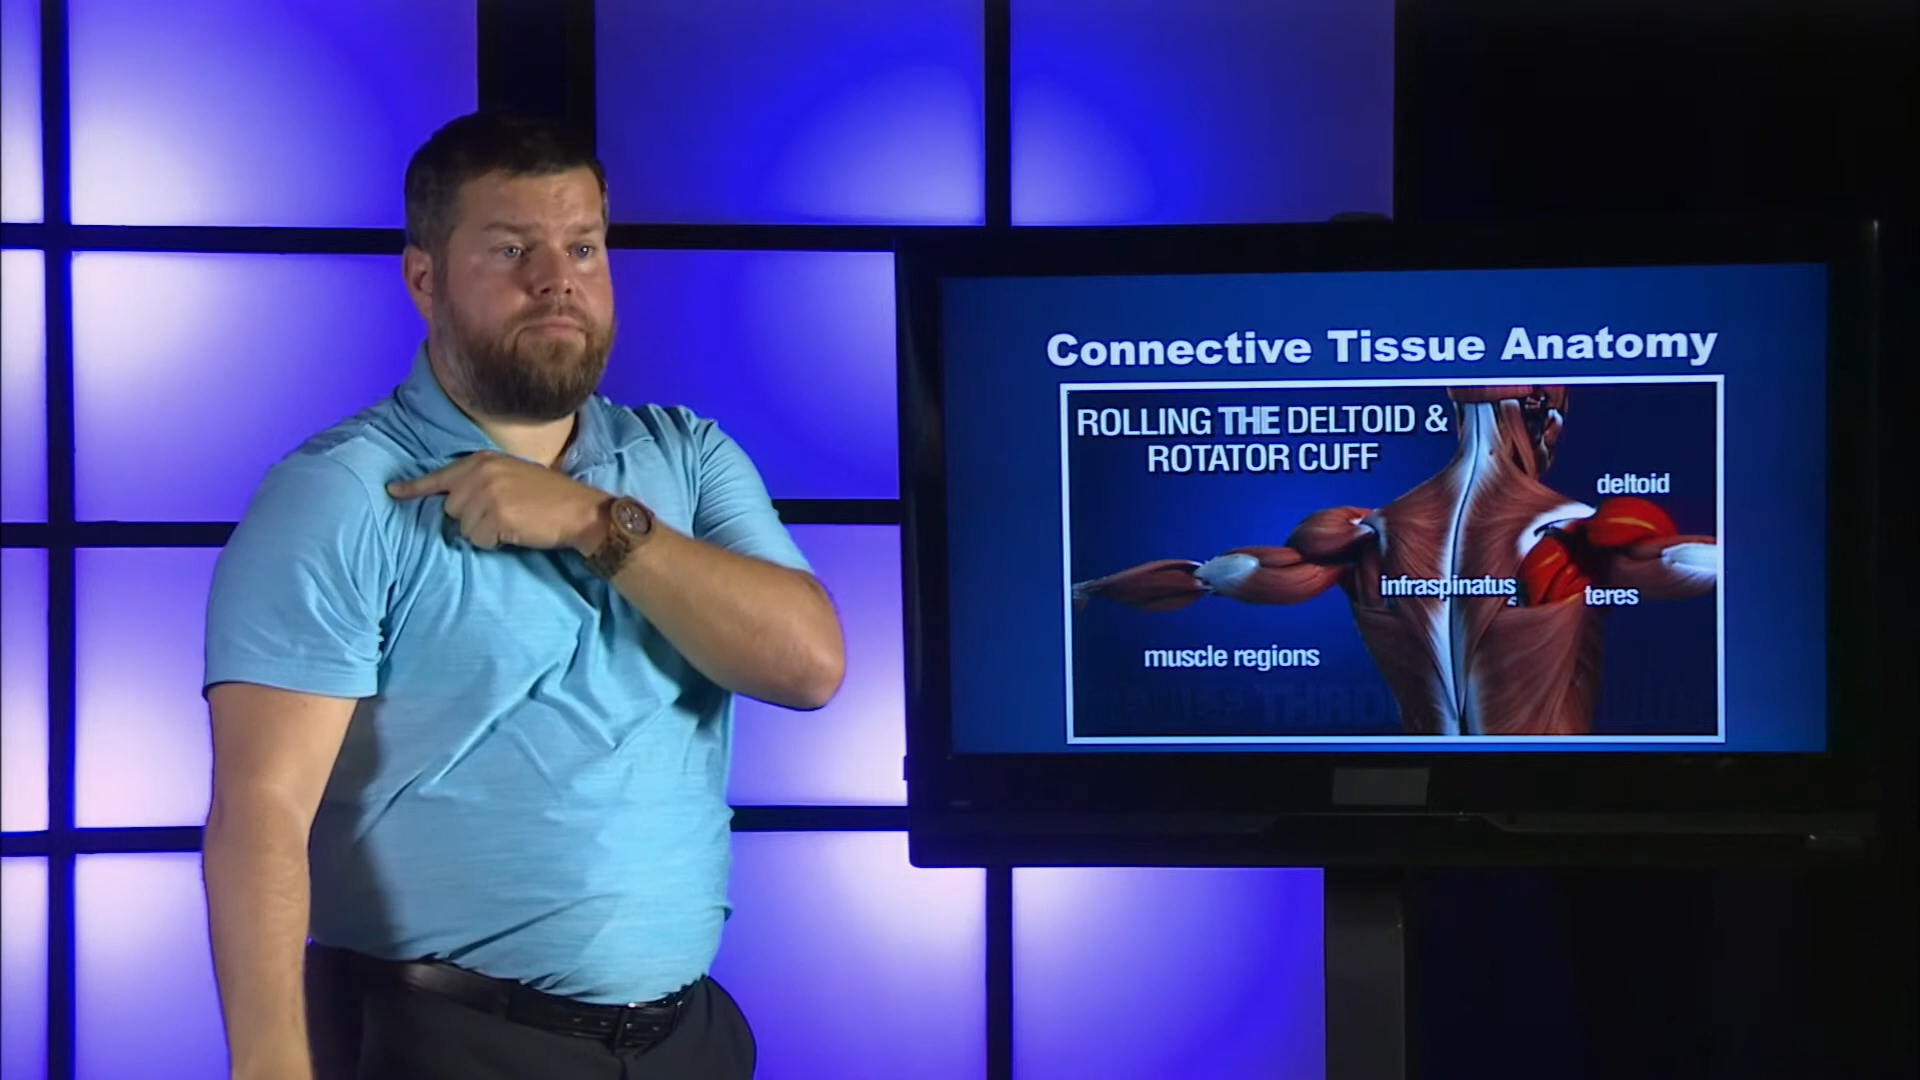 Connective Tissue Anatomy
ROLLING THE DELTOID &
ROTATOR CUFF
deltoid
infraspinatus
teres
muscle regions